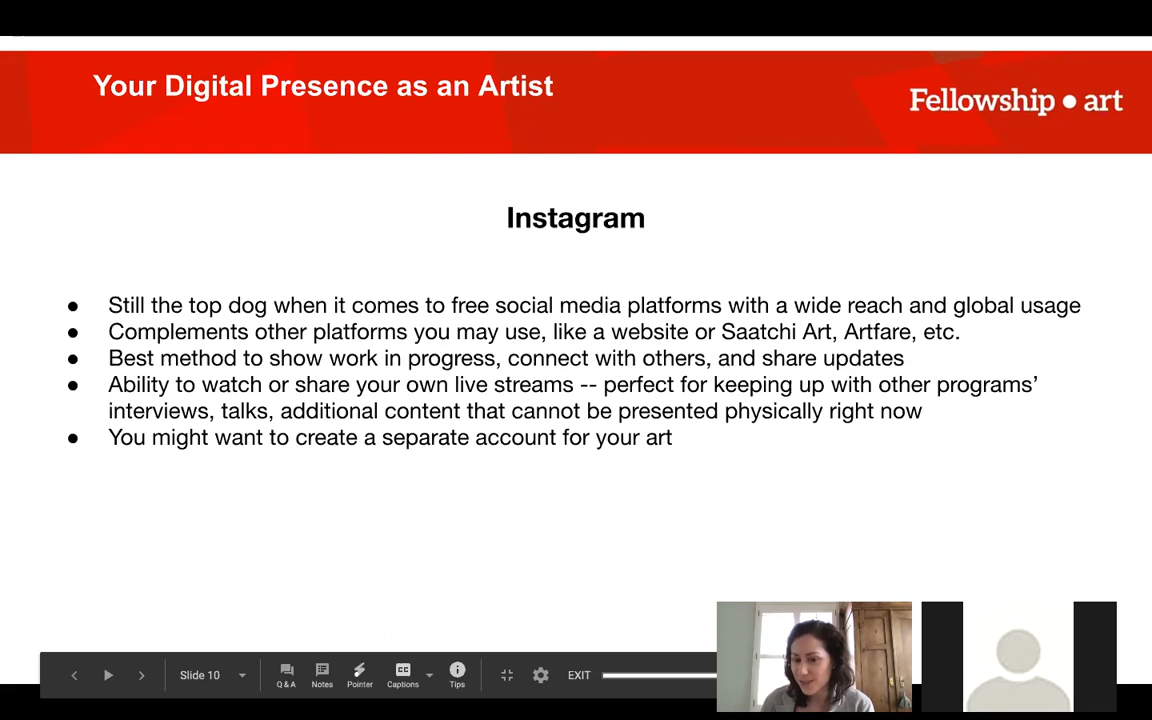 Your Digital Presence as an Artist
Fellowship • art
Instagram
● Still the top dog when it comes to free social media platforms with a wide reach and global usage
● Complements other platforms you may use, like a website or Saatchi Art, Artfare, etc.
● Best method to show work in progress, connect with others, and share updates
● Ability to watch or share your own live streams -- perfect for keeping up with other programs’
interviews, talks, additional content that cannot be presented physically right now
● You might want to create a separate account for your art
Slide 10
Q & A
Notes
Pointer
CC
Captions
Tips
EXIT